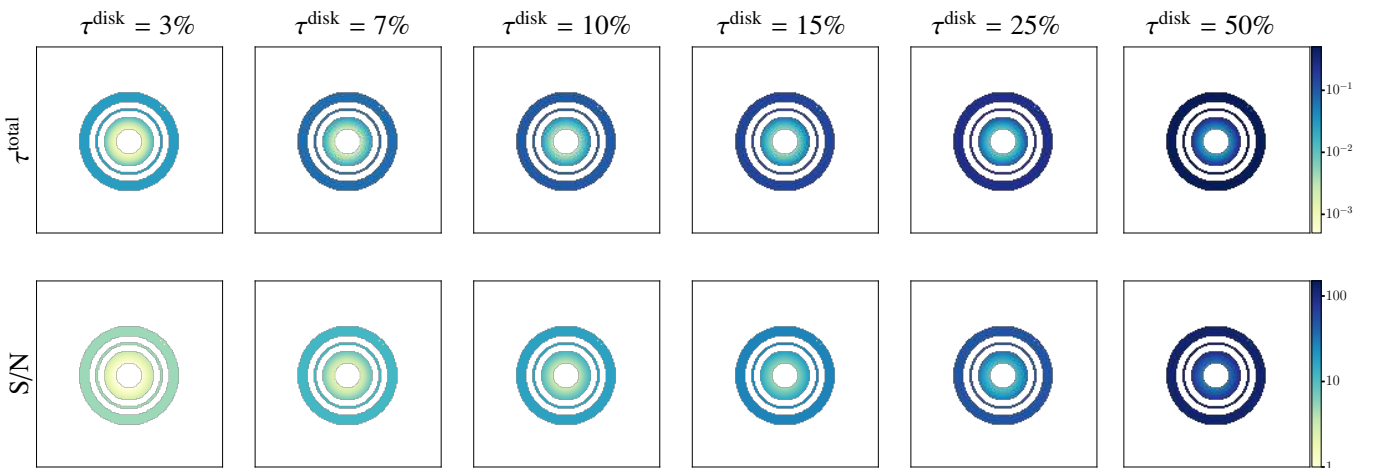 τ^disk = 3% τ^disk = 7% τ^disk = 10% τ^disk = 15% τ^disk = 25% τ^disk = 50%
τ^total
10^−1
10^−2
10^−3
S/N
100
10
1